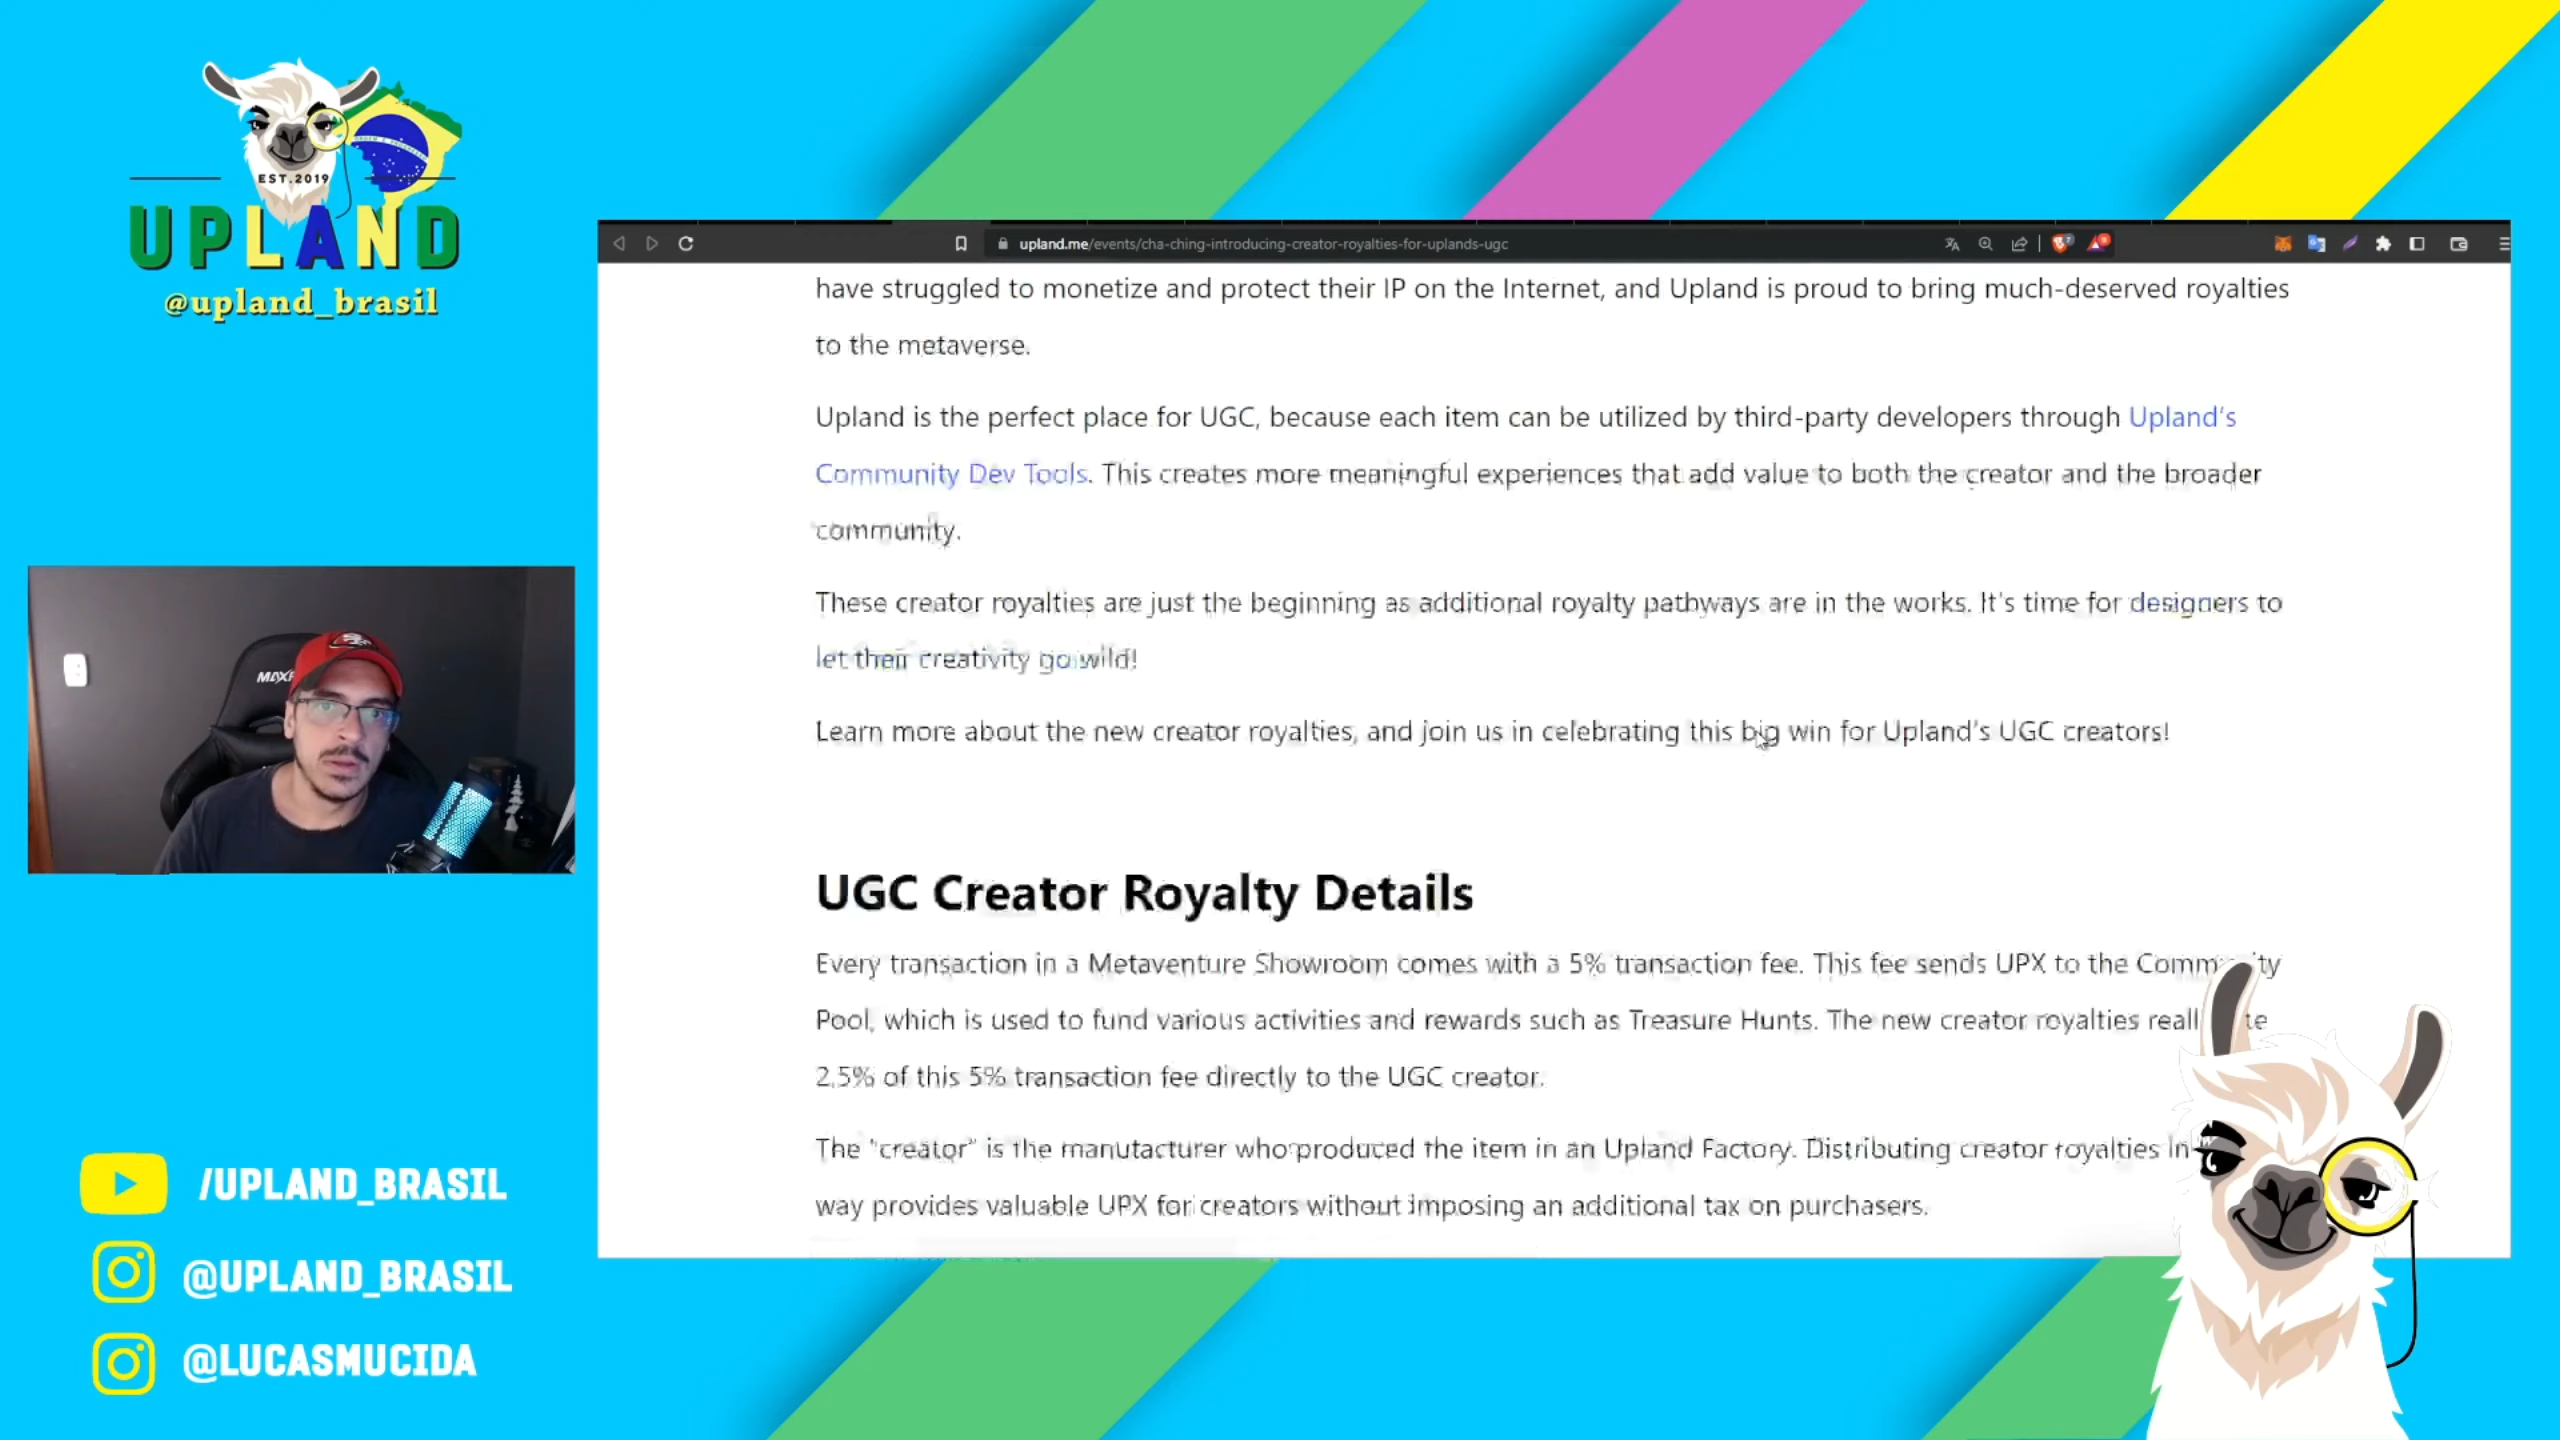 EST.2019
UPLAND
@upland_brasil
upland.me/events/cha-ching-introducing-creator-royalties-for-uplands-ugc
have struggled to monetize and protect their IP on the Internet, and Upland is proud to bring much-deserved royalties
to the metaverse.
Upland is the perfect place for UGC, because each item can be utilized by third-party developers through Upland's
Community Dev Tools. This creates more meaningful experiences that add value to both the creator and the broader
community.
These creator royalties are just the beginning as additional royalty pathways are in the works. It's time for designers to
let their creativity go wild!
Learn more about the new creator royalties, and join us in celebrating this big win for Upland's UGC creators!
UGC Creator Royalty Details
Every transaction in a Metaventure Showroom comes with a 5% transaction fee. This fee sends UPX to the Community
Pool, which is used to fund various activities and rewards such as Treasure Hunts. The new creator royalties
2.5% of this 5% transaction fee directly to the UGC creator.
The "creator" is the manufacturer who produced the item in an Upland Factory. Distributing creator royalties in
way provides valuable UPX for creators without imposing an additional tax on purchasers.
/UPLAND_BRASIL
@UPLAND_BRASIL
@LUCASMUCIDA